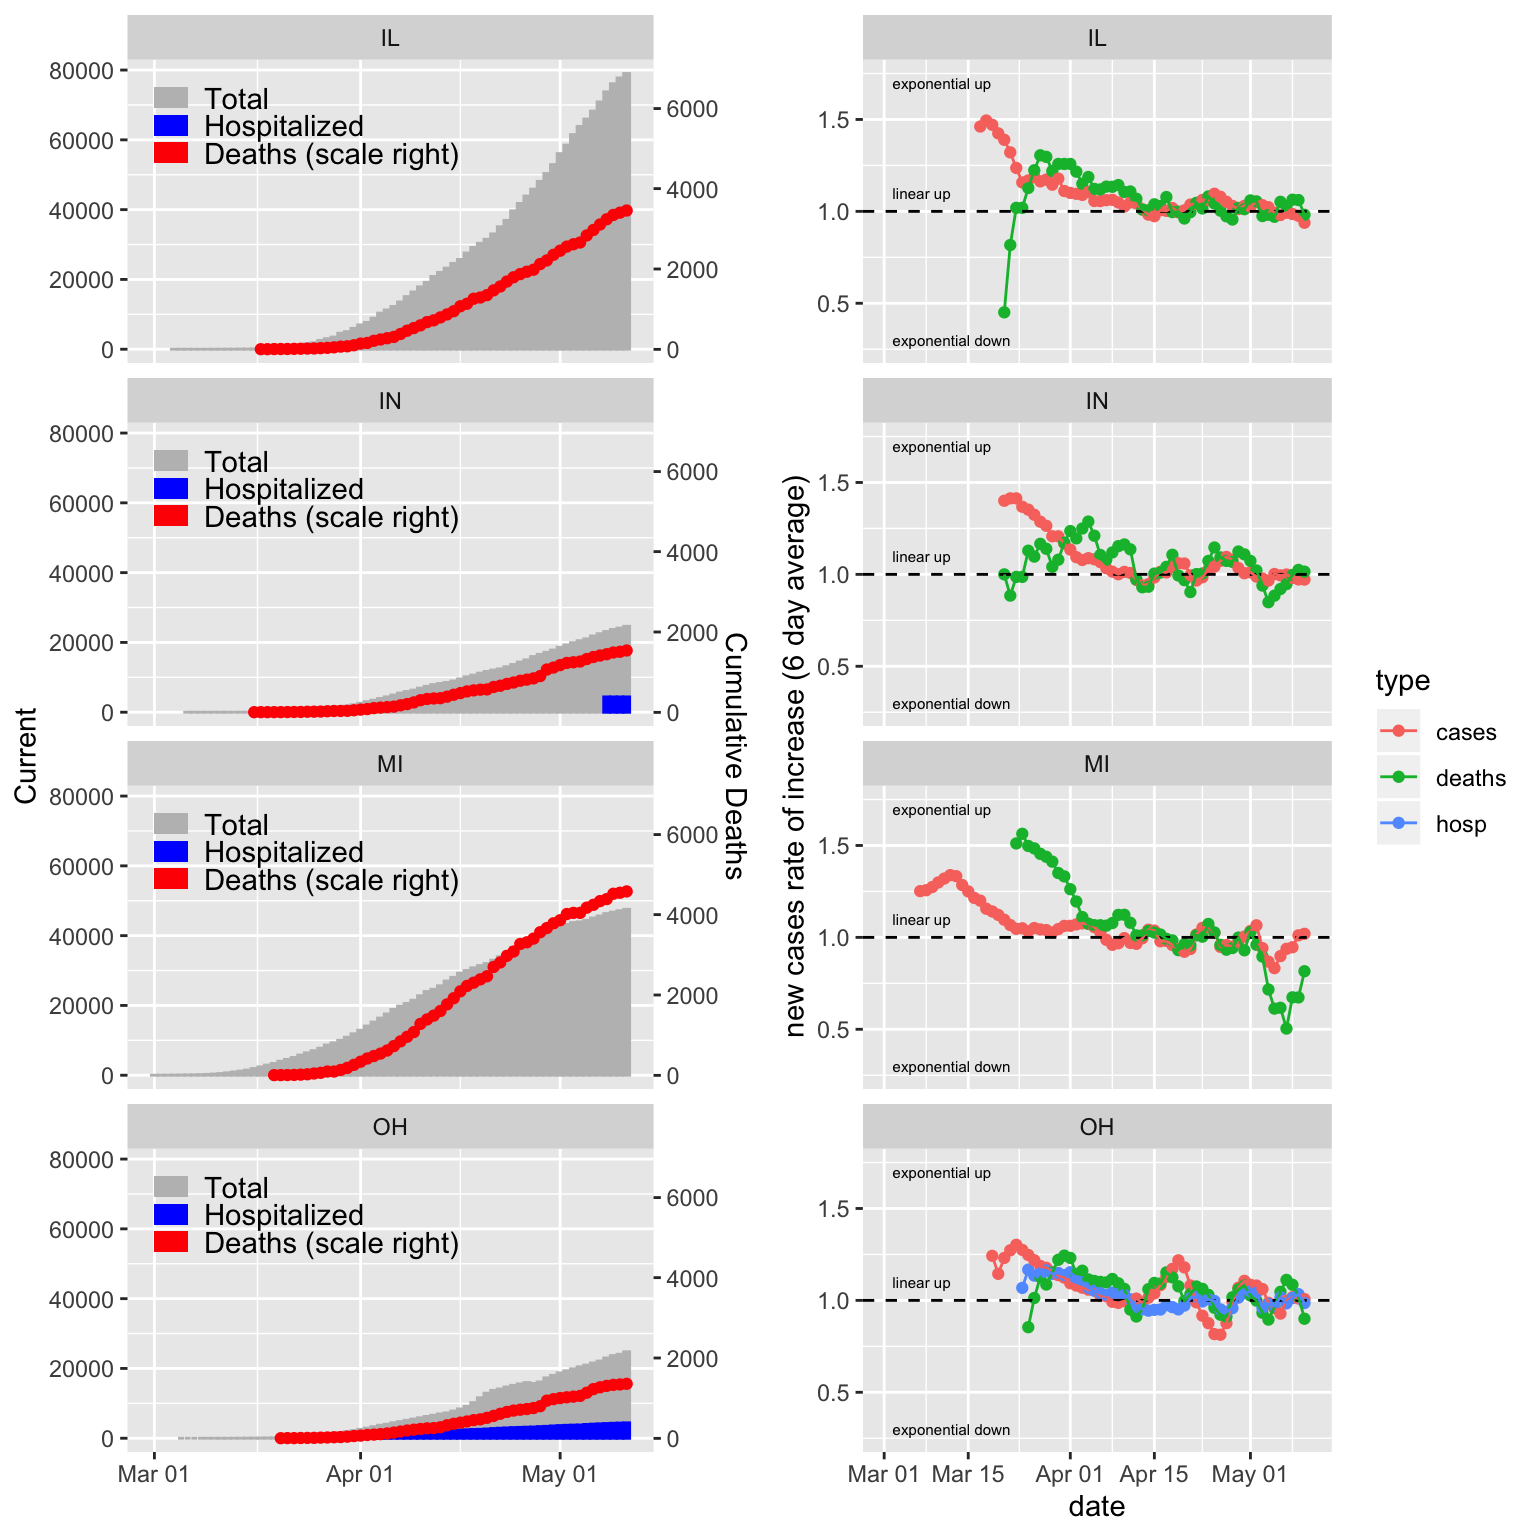 IL
80000
60000
40000
20000
0
Total
Hospitalized
Deaths (scale right)
6000
4000
2000
0
IN
80000
60000
40000
20000
0
Total
Hospitalized
Deaths (scale right)
6000
4000
2000
0
MI
80000
60000
40000
20000
0
Total
Hospitalized
Deaths (scale right)
6000
4000
2000
0
OH
80000
60000
40000
20000
0
Total
Hospitalized
Deaths (scale right)
6000
4000
2000
0
Mar 01 Apr 01 May 01
Current
Cumulative Deaths
IL
1.5
1.0
0.5
exponential up
linear up
exponential down
IN
1.5
1.0
0.5
exponential up
linear up
exponential down
MI
1.5
1.0
0.5
exponential up
linear up
exponential down
OH
1.5
1.0
0.5
exponential up
linear up
exponential down
Mar 01 Mar 15 Apr 01 Apr 15 May 01
date
new cases rate of increase (6 day average)
type
cases
deaths
hosp